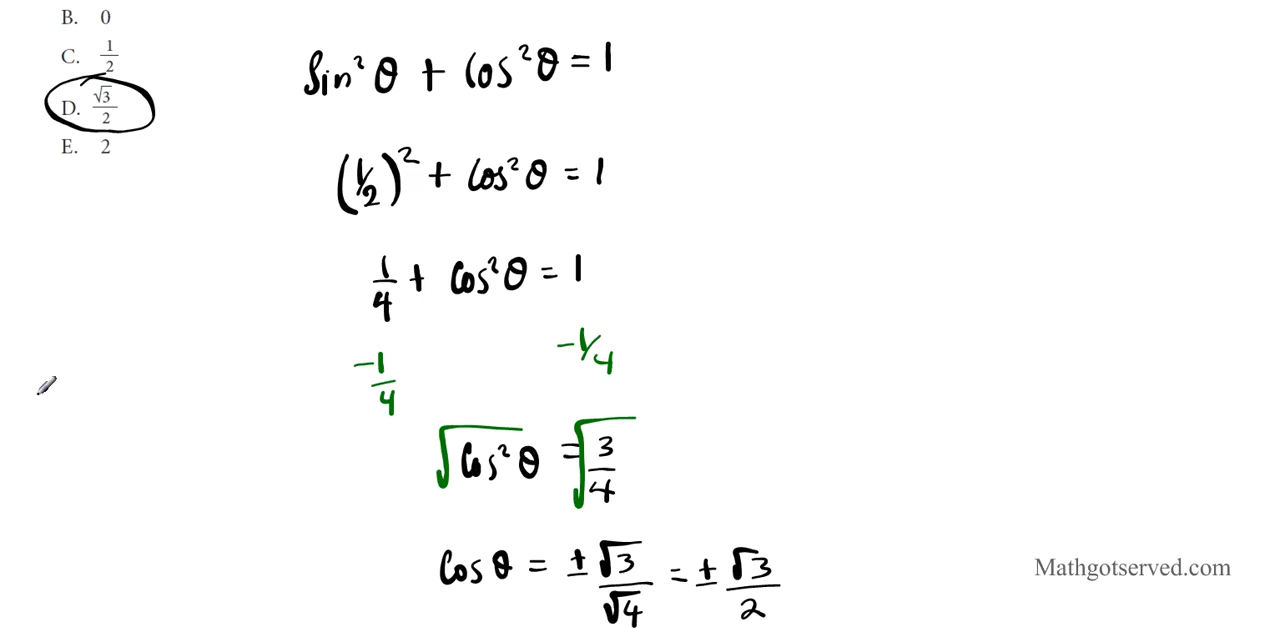 B. 0
C. 1/2
D. √3/2
E. 2
Sin²θ + Cos²θ = 1
(1/2)² + Cos²θ = 1
1/4 + Cos²θ = 1
-1/4 -1/4
√Cos²θ = √3/4
Cos θ = ± √3/√4 = ± √3/2
Mathgotserved.com